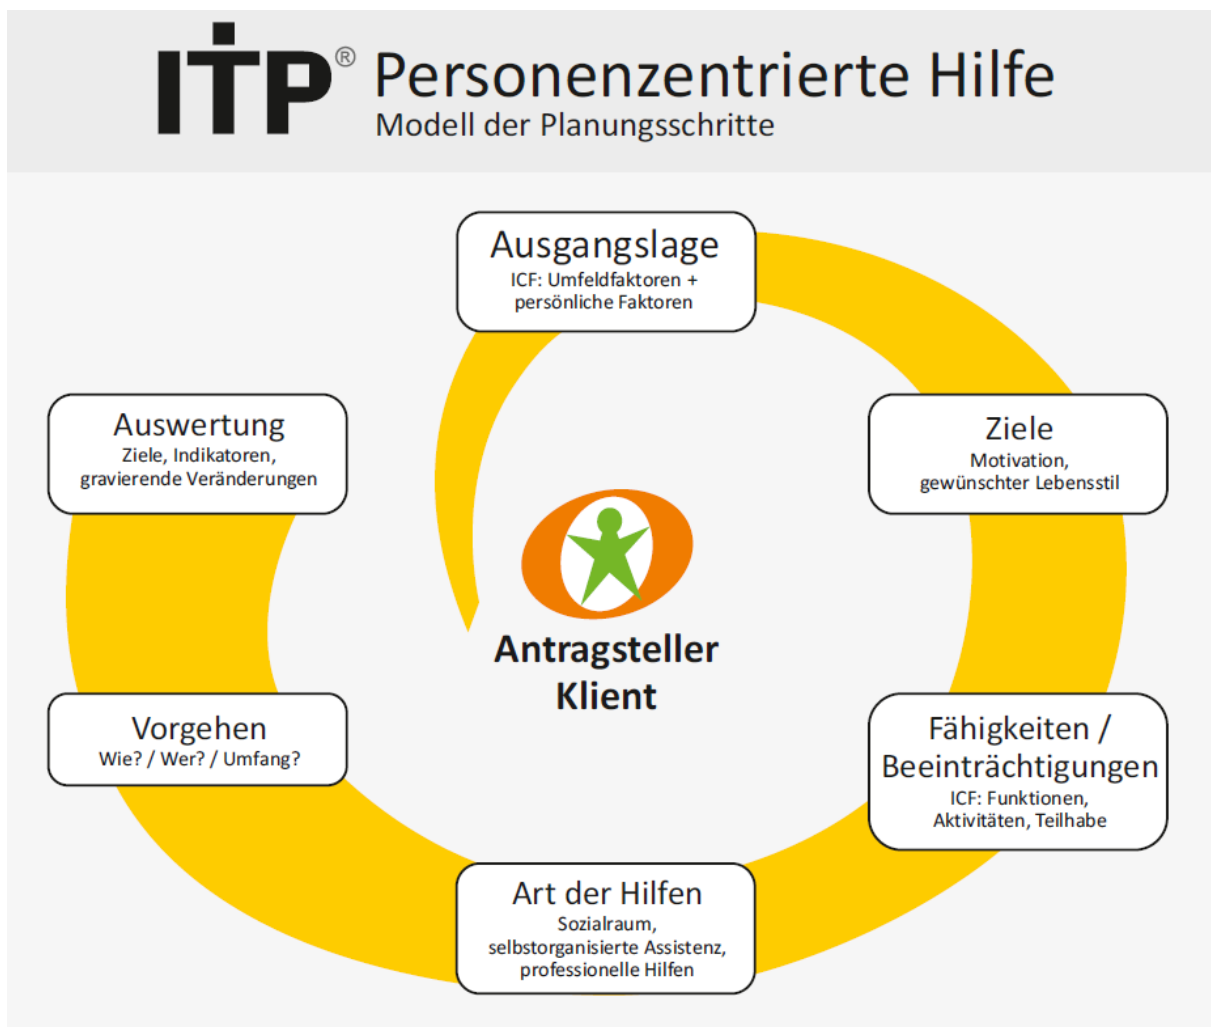 ITP® Personenzentrierte Hilfe
Modell der Planungsschritte
Ausgangslage
ICF: Umfeldfaktoren +
persönliche Faktoren
Ziele
Motivation,
gewünschter Lebensstil
Fähigkeiten /
Beeinträchtigungen
ICF: Funktionen,
Aktivitäten, Teilhabe
Art der Hilfen
Sozialraum,
selbstorganisierte Assistenz,
professionelle Hilfen
Vorgehen
Wie? / Wer? / Umfang?
Auswertung
Ziele, Indikatoren,
gravierende Veränderungen
Antragsteller
Klient